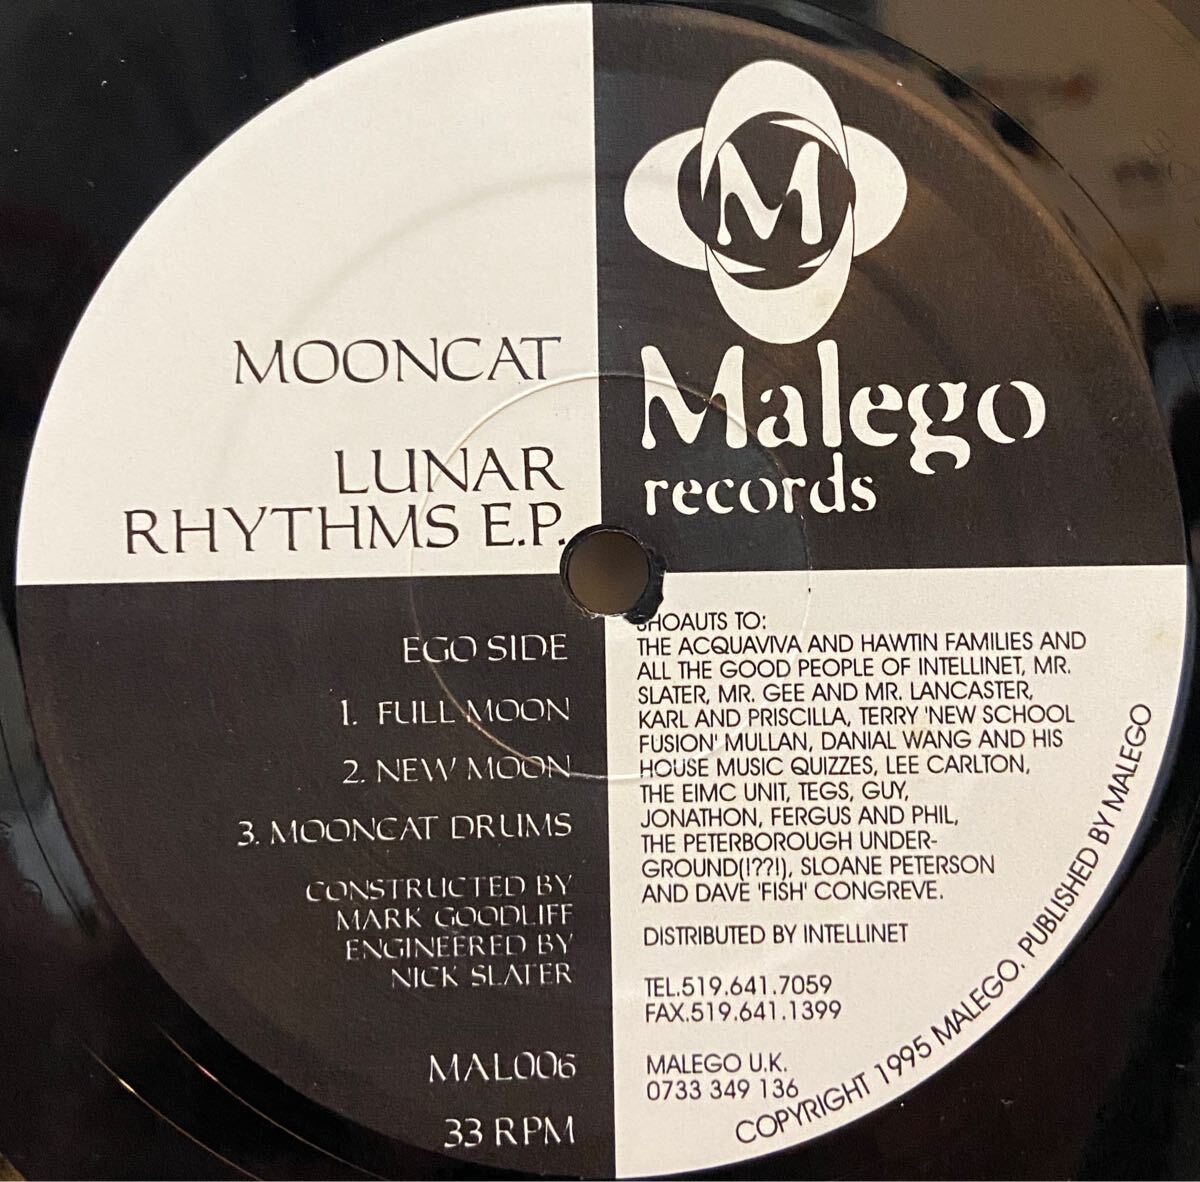 MOONCAT
LUNAR
RHYTHMS E.P.
M
Malego
records
EGO SIDE
1. FULL MOON
2. NEW MOON
3. MOONCAT DRUMS
CONSTRUCTED BY
MARK GOODLIFF
ENGINEERED BY
NICK SLATER
MAL006
33 RPM
SHOAUTS TO:
THE ACQUAVIVA AND HAWTIN FAMILIES AND
ALL THE GOOD PEOPLE OF INTELLINET, MR.
SLATER, MR. GEE AND MR. LANCASTER,
KARL AND PRISCILLA, TERRY 'NEW SCHOOL
FUSION' MULLAN, DANIAL WANG AND HIS
HOUSE MUSIC QUIZZES, LEE CARLTON,
THE EIMC UNIT, TEGS, GUY,
JONATHON, FERGUS AND PHIL,
THE PETERBOROUGH UNDER-
GROUND(!??!), SLOANE PETERSON
AND DAVE 'FISH' CONGREVE.
DISTRIBUTED BY INTELLINET
TEL.519.641.7059
FAX.519.641.1399
MALEGO U.K.
0733 349 136
COPYRIGHT 1995 MALEGO. PUBLISHED BY MALEGO